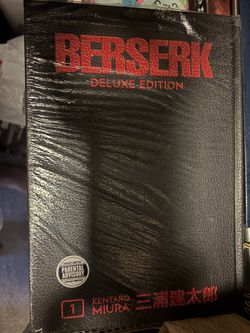 BERSERK
DELUXE EDITION
PARENTAL
ADVISORY
1
KENTARO
MIURA 三浦建太郎